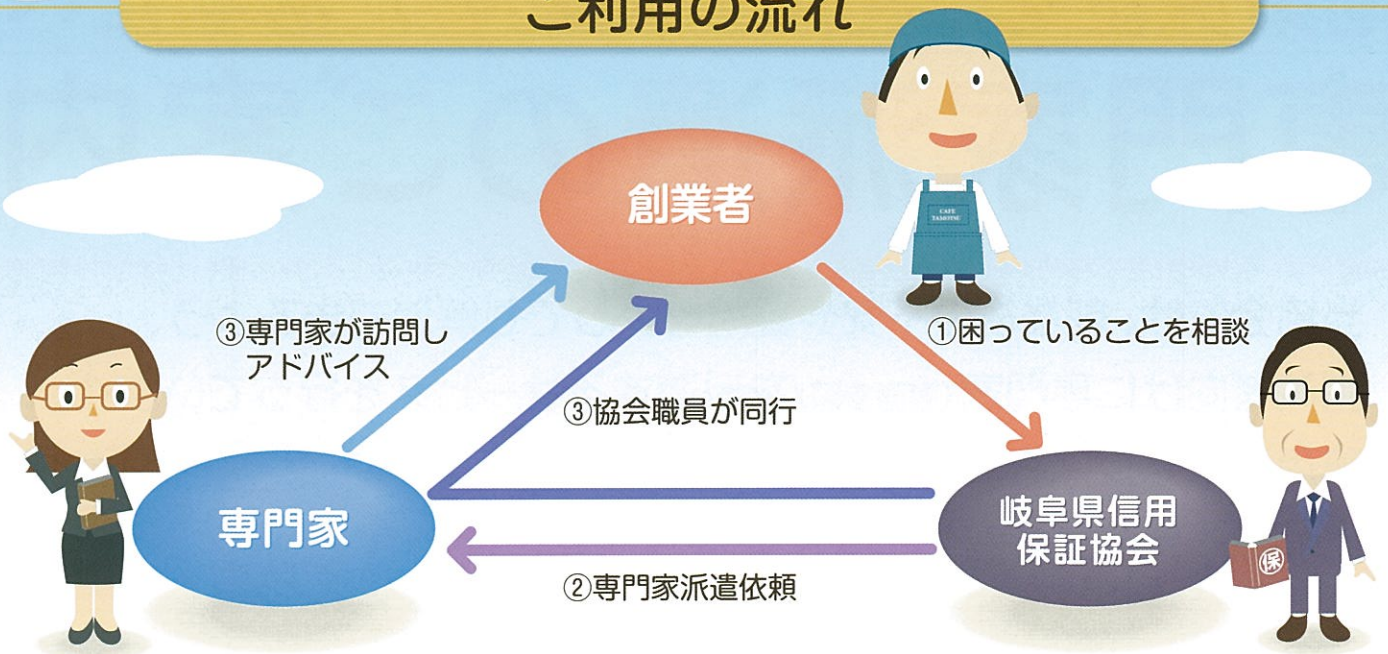 ご利用の流れ
創業者
CAFE
TAMOTSU
③専門家が訪問し
アドバイス
①困っていることを相談
③協会職員が同行
専門家
岐阜県信用
保証協会
保
②専門家派遣依頼